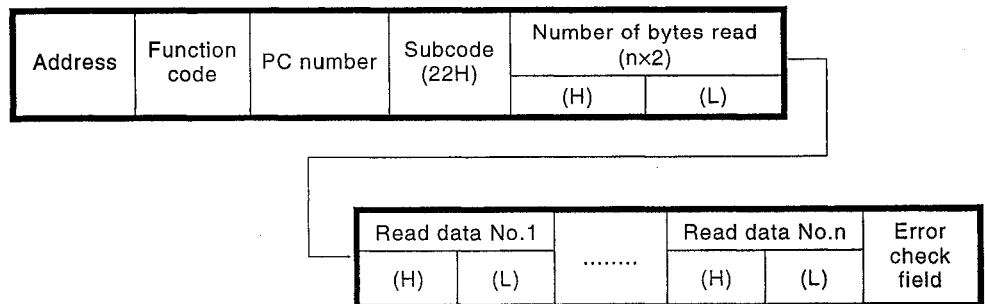 Address
Function
code
PC number
Subcode
(22H)
Number of bytes read
(n×2)
(H)
(L)
Read data No.1
(H)
(L)
........
Read data No.n
(H)
(L)
Error
check
field